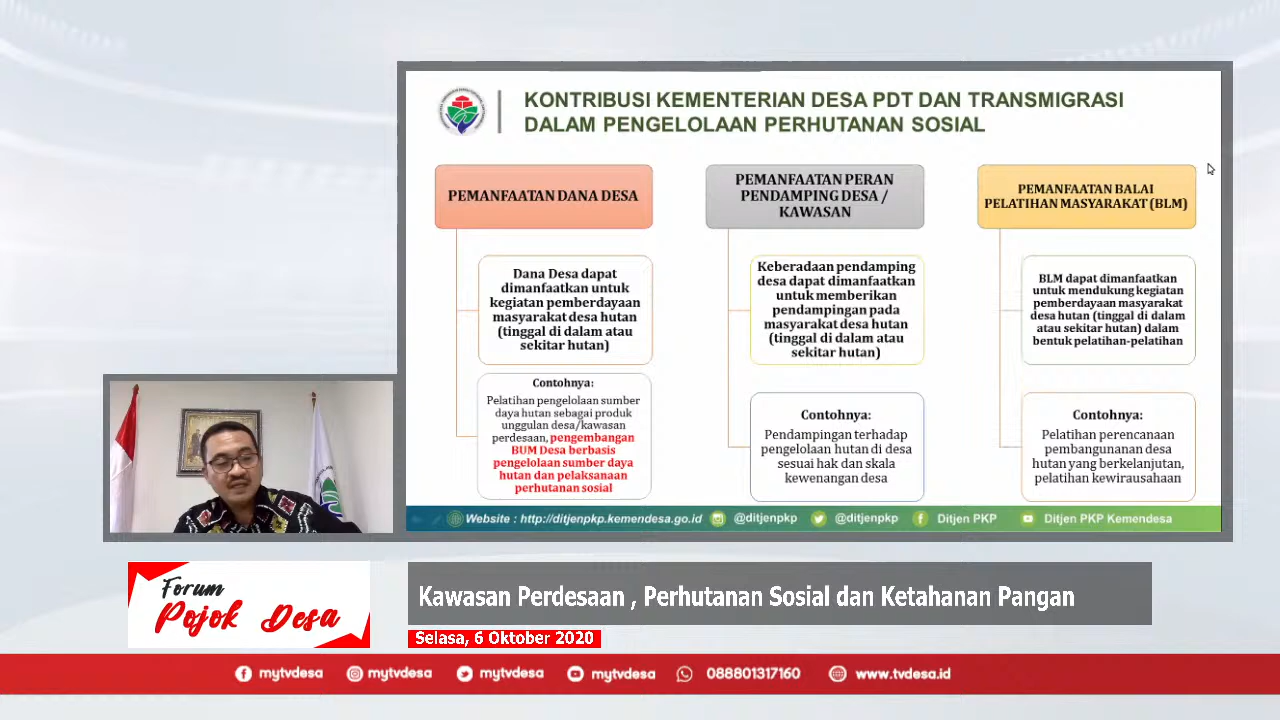 KONTRIBUSI KEMENTERIAN DESA PDT DAN TRANSMIGRASI
DALAM PENGELOLAAN PERHUTANAN SOSIAL
PEMANFAATAN DANA DESA
Dana Desa dapat
dimanfaatkan untuk
kegiatan pemberdayaan
masyarakat desa hutan
(tinggal di dalam atau
sekitar hutan)
Contohnya:
Pelatihan pengelolaan sumber
daya hutan sebagai produk
unggulan desa/kawasan
perdesaan, pengembangan
BUM Desa berbasis
pengelolaan sumber daya
hutan dan pelaksanaan
perhutanan sosial
PEMANFAATAN PERAN
PENDAMPING DESA /
KAWASAN
Keberadaan pendamping
desa dapat dimanfaatkan
untuk memberikan
pendampingan pada
masyarakat desa hutan
(tinggal di dalam atau
sekitar hutan)
Contohnya:
Pendampingan terhadap
pengelolaan hutan di desa
sesuai hak dan skala
kewenangan desa
PEMANFAATAN BALAI
PELATIHAN MASYARAKAT (BLM)
BLM dapat dimanfaatkan
untuk mendukung kegiatan
pemberdayaan masyarakat
desa hutan (tinggal di dalam
atau sekitar hutan) dalam
bentuk pelatihan-pelatihan
Contohnya:
Pelatihan perencanaan
pembangunanan desa
hutan yang berkelanjutan,
pelatihan kewirausahaan
Website : http://ditjenpkp.kemendesa.go.id @ditjenpkp @ditjenpkp Ditjen PKP Ditjen PKP Kemendesa
Forum
Pojok Desa
Kawasan Perdesaan , Perhutanan Sosial dan Ketahanan Pangan
Selasa, 6 Oktober 2020
mytvdesa mytvdesa mytvdesa mytvdesa 088801317160 www.tvdesa.id